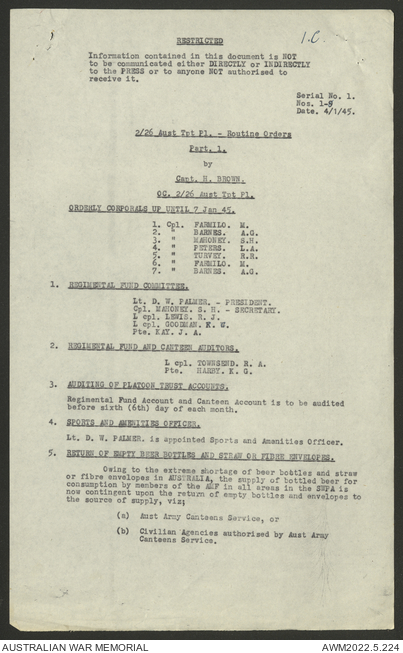 RESTRICTED
1.C.
Information contained in this document is NOT
to be communicated either DIRECTLY or INDIRECTLY
to the PRESS or to anyone NOT authorised to
receive it.
Serial No. 1.
Nos. 1-8
Date. 4/1/45.
2/26 Aust Tpt Pl. - Routine Orders
Part. 1.
by
Capt. H. BROWN.
OC. 2/26 Aust Tpt Pl.
ORDERLY CORPORALS UP UNTIL 7 Jan 45.
1. Cpl. FARMILO. M.
2. " BARNES. A.G.
3. " MAHONEY. S.H.
4. " PETERS. L.A.
5. " TURVEY. R.R.
6. " FARMILO. M.
7. " BARNES. A.G.
1. REGIMENTAL FUND COMMITTEE.
Lt. D. W. PALMER. - PRESIDENT.
Cpl. MAHONEY. S. H. - SECRETARY.
L cpl. LEWIS. R. J.
L cpl. GOODMAN. K. W.
Pte. KAY. J. A.
2. REGIMENTAL FUND AND CANTEEN AUDITORS.
L cpl. TOWNSEND. R. A.
Pte. HARBY. K. G.
3. AUDITING OF PLATOON TRUST ACCOUNTS.
Regimental Fund Account and Canteen Account is to be audited
before sixth (6th) day of each month.
4. SPORTS AND AMENITIES OFFICER.
Lt. D. W. PALMER. is appointed Sports and Amenities Officer.
5. RETURN OF EMPTY BEER BOTTLES AND STRAW OR FIBRE ENVELOPES.
Owing to the extreme shortage of beer bottles and straw
or fibre envelopes in AUSTRALIA, the supply of bottled beer for
consumption by members of the AMF in all areas in the SWPA is
now contingent upon the return of empty bottles and envelopes to
the source of supply, viz;
(a) Aust Army Canteens Service, or
(b) Civilian Agencies authorised by Aust Army
Canteens Service.
AUSTRALIAN WAR MEMORIAL
AWM2022.5.224